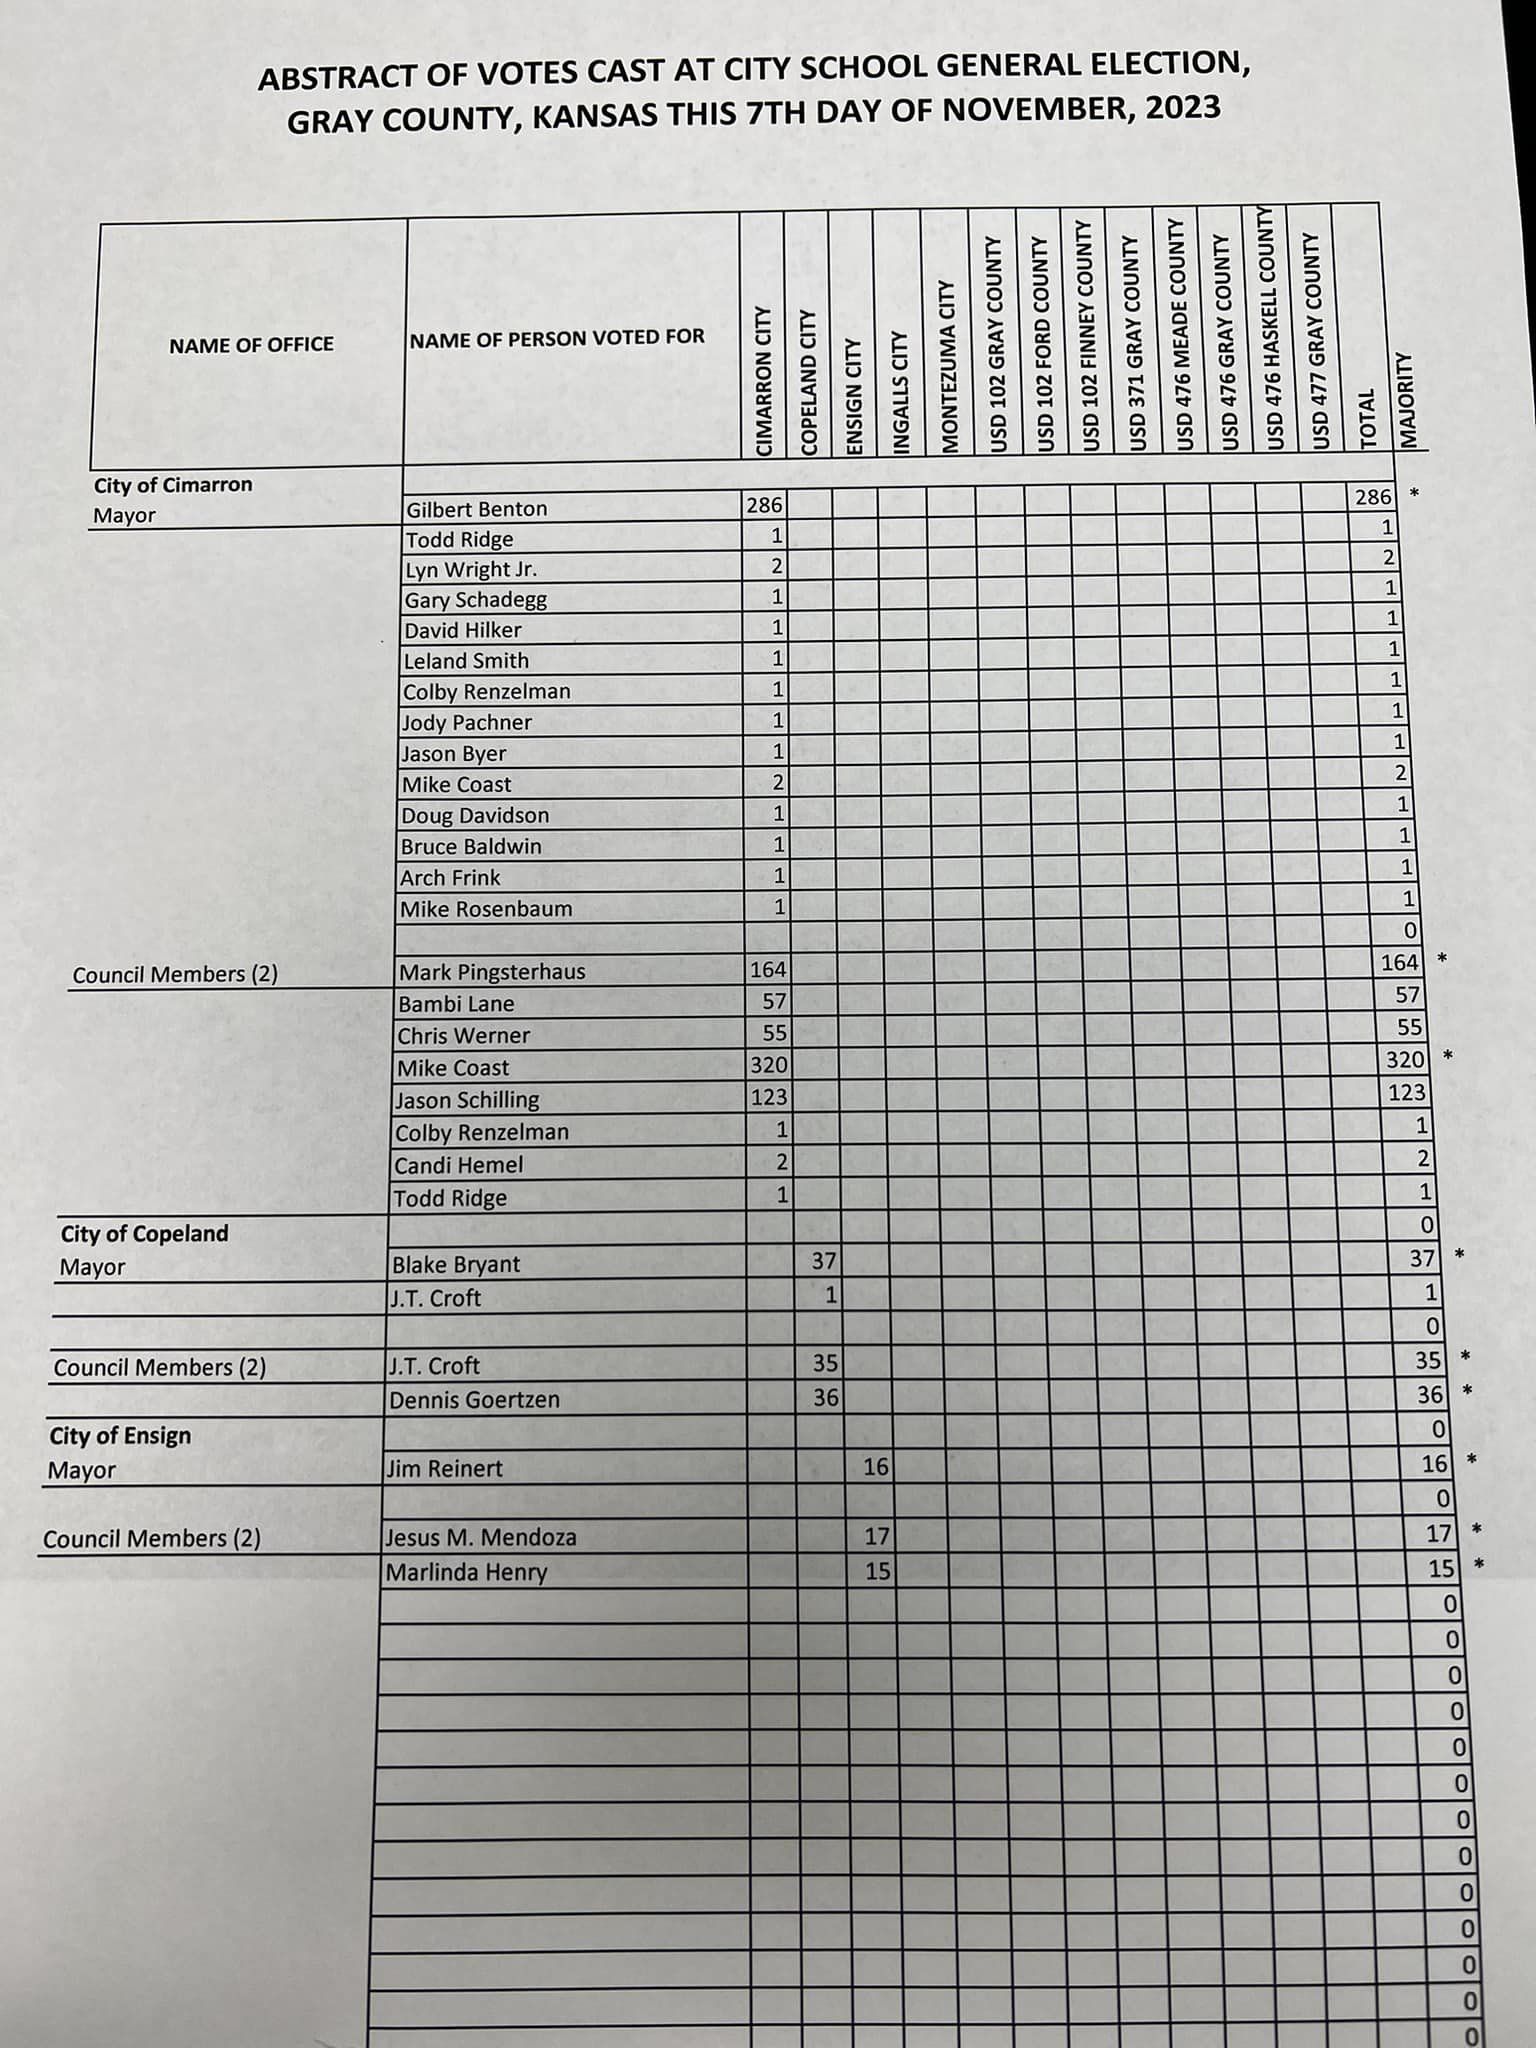 ABSTRACT OF VOTES CAST AT CITY SCHOOL GENERAL ELECTION,
GRAY COUNTY, KANSAS THIS 7TH DAY OF NOVEMBER, 2023
NAME OF OFFICE NAME OF PERSON VOTED FOR CIMARRON CITY COPELAND CITY ENSIGN CITY INGALLS CITY MONTEZUMA CITY USD 102 GRAY COUNTY USD 102 FORD COUNTY USD 102 FINNEY COUNTY USD 371 GRAY COUNTY USD 476 MEADE COUNTY USD 476 GRAY COUNTY USD 476 HASKELL COUNTY USD 477 GRAY COUNTY TOTAL MAJORITY
City of Cimarron
Mayor Gilbert Benton 286 286 *
Todd Ridge 1 1
Lyn Wright Jr. 2 2
Gary Schadegg 1 1
David Hilker 1 1
Leland Smith 1 1
Colby Renzelman 1 1
Jody Pachner 1 1
Jason Byer 1 1
Mike Coast 2 2
Doug Davidson 1 1
Bruce Baldwin 1 1
Arch Frink 1 1
Mike Rosenbaum 1 1
0
Council Members (2) Mark Pingsterhaus 164 164 *
Bambi Lane 57 57
Chris Werner 55 55
Mike Coast 320 320 *
Jason Schilling 123 123
Colby Renzelman 1 1
Candi Hemel 2 2
Todd Ridge 1 1
City of Copeland 0
Mayor Blake Bryant 37 37 *
J.T. Croft 1 1
0
Council Members (2) J.T. Croft 35 35 *
Dennis Goertzen 36 36 *
City of Ensign 0
Mayor Jim Reinert 16 16 *
0
Council Members (2) Jesus M. Mendoza 17 17 *
Marlinda Henry 15 15 *
0
0
0
0
0
0
0
0
0
0
0
0
0